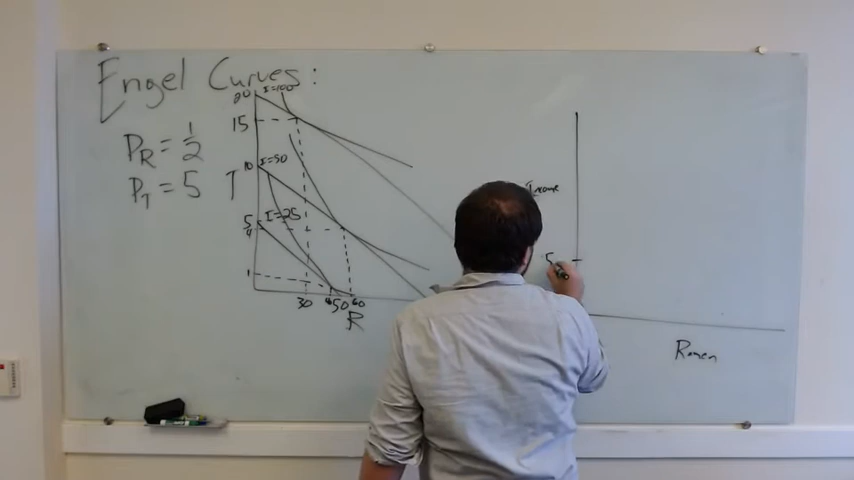 Engel Curves:
P_R = 1/2
P_T = 5
T
20
I=100
15
10
I=50
5
4
I=25
1
30
50
60
R
Income
5
Ramen